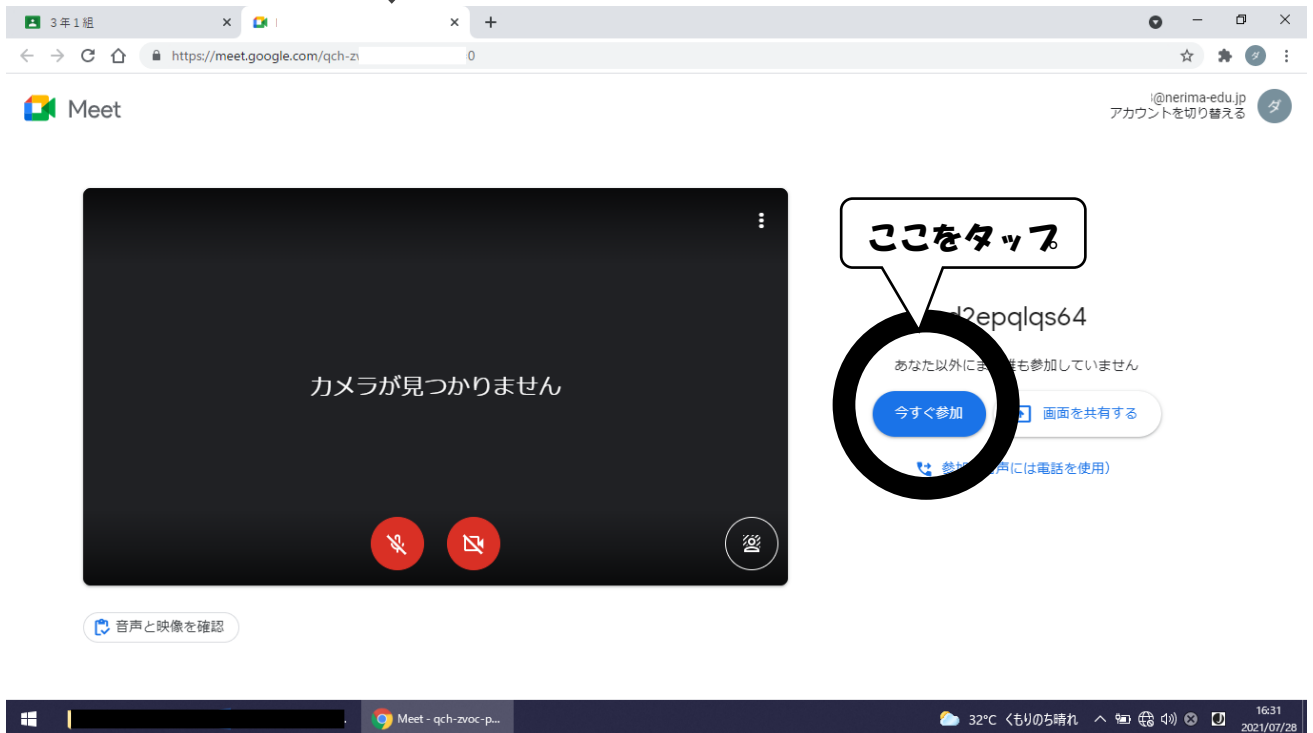 3年1組
https://meet.google.com/qch-z
0
Meet
@nerima-edu.jp
アカウントを切り替える
ダ
ここをタップ
d2epqlqs64
カメラが見つかりません
あなた以外にま 誰も参加していません
今すぐ参加
画面を共有する
声には電話を使用)
音声と映像を確認
Meet - qch-zvoc-p...
32°C くもりのち晴れ
16:31
2021/07/28